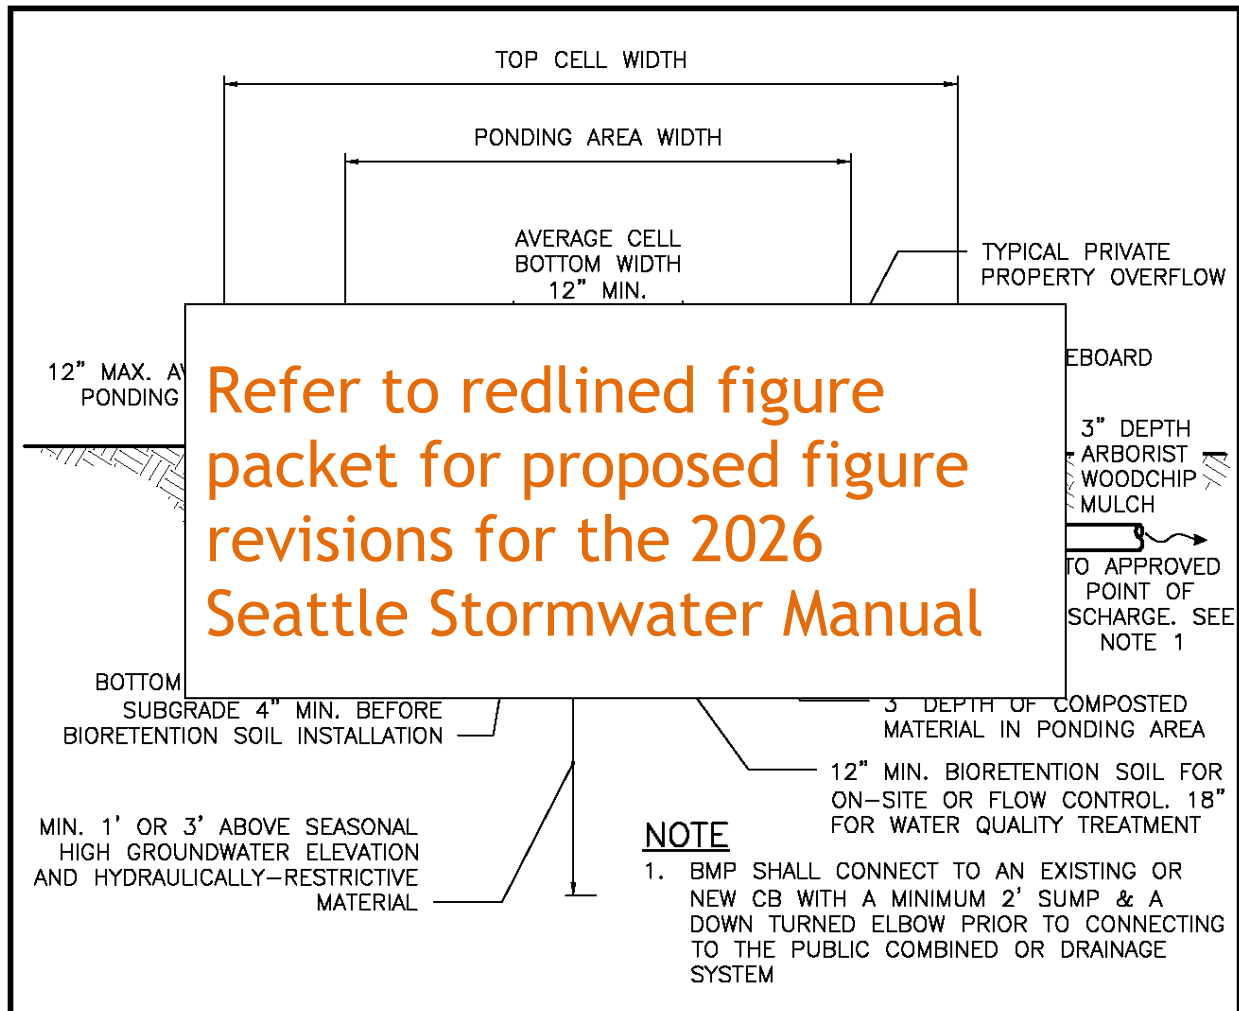 TOP CELL WIDTH
PONDING AREA WIDTH
AVERAGE CELL
BOTTOM WIDTH
12" MIN.
TYPICAL PRIVATE
PROPERTY OVERFLOW
12" MAX.
PONDING
EBOARD
3" DEPTH
ARBORIST
WOODCHIP
MULCH
Refer to redlined figure
packet for proposed figure
revisions for the 2026
Seattle Stormwater Manual
TO APPROVED
POINT OF
SCHARGE. SEE
NOTE 1
BOTTOM
SUBGRADE 4" MIN. BEFORE
BIORETENTION SOIL INSTALLATION
3" DEPTH OF COMPOSTED
MATERIAL IN PONDING AREA
12" MIN. BIORETENTION SOIL FOR
ON-SITE OR FLOW CONTROL. 18"
FOR WATER QUALITY TREATMENT
MIN. 1' OR 3' ABOVE SEASONAL
HIGH GROUNDWATER ELEVATION
AND HYDRAULICALLY-RESTRICTIVE
MATERIAL
NOTE
1. BMP SHALL CONNECT TO AN EXISTING OR
NEW CB WITH A MINIMUM 2' SUMP & A
DOWN TURNED ELBOW PRIOR TO CONNECTING
TO THE PUBLIC COMBINED OR DRAINAGE
SYSTEM